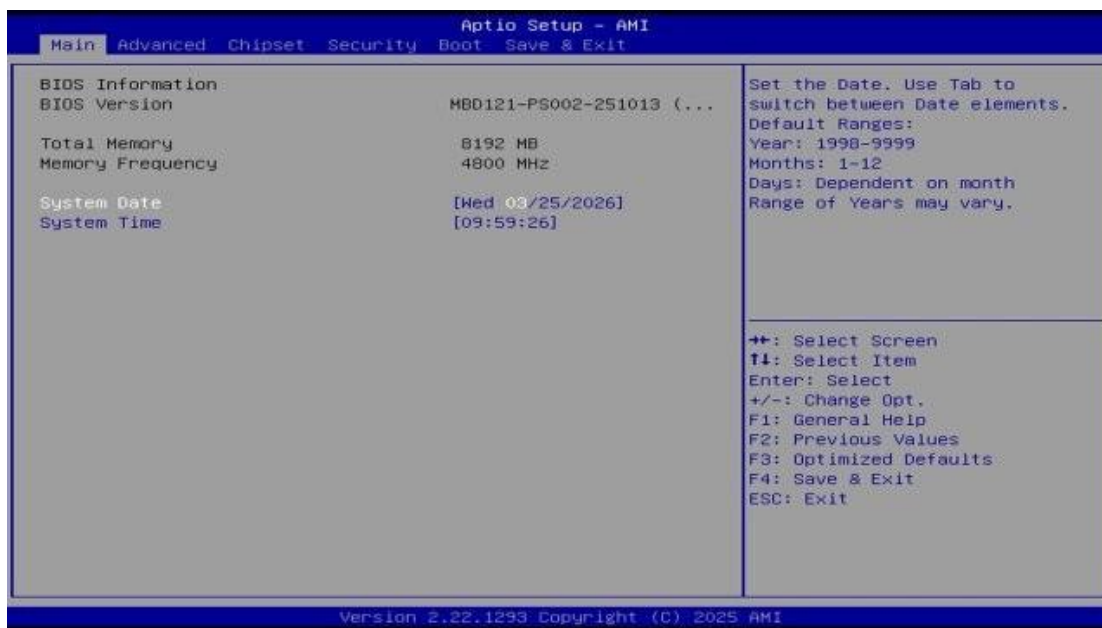 Aptio Setup - AMI
Main Advanced Chipset Security Boot Save & Exit
BIOS Information
BIOS Version MBD121-PS002-251013 (...
Total Memory 8192 MB
Memory Frequency 4800 MHz
System Date [Wed 03/25/2026]
System Time [09:59:26]
Set the Date. Use Tab to
switch between Date elements.
Default Ranges:
Year: 1998-9999
Months: 1-12
Days: Dependent on month
Range of Years may vary.
→←: Select Screen
↑↓: Select Item
Enter: Select
+/-: Change Opt.
F1: General Help
F2: Previous Values
F3: Optimized Defaults
F4: Save & Exit
ESC: Exit
Version 2.22.1293 Copyright (C) 2025 AMI